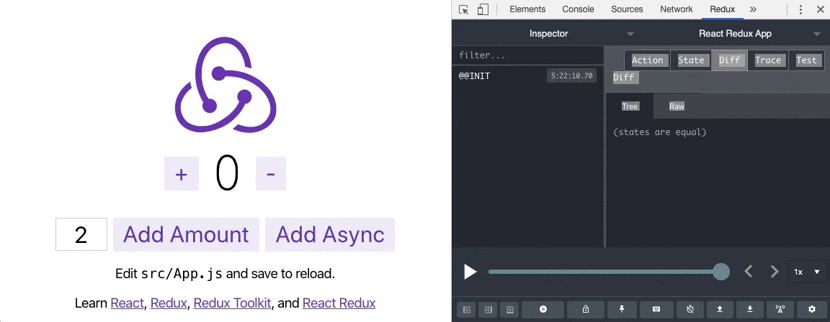 + 0 -
2 Add Amount Add Async
Edit src/App.js and save to reload.
Learn React, Redux, Redux Toolkit, and React Redux
Elements Console Sources Network Redux »
Inspector React Redux App
filter...
@@INIT 5:22:10.70
Action State Diff Trace Test
Diff
Tree Raw
(states are equal)
1x